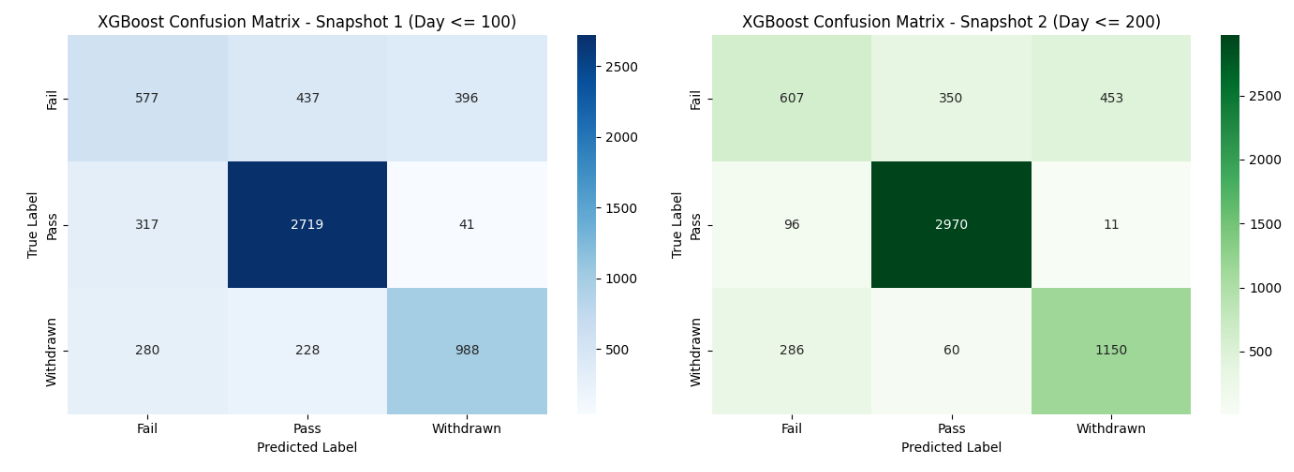 XGBoost Confusion Matrix - Snapshot 1 (Day <= 100)
Fail
Pass
Withdrawn
True Label
577 437 396
317 2719 41
280 228 988
Fail Pass Withdrawn
Predicted Label
2500
2000
1500
1000
500
XGBoost Confusion Matrix - Snapshot 2 (Day <= 200)
Fail
Pass
Withdrawn
True Label
607 350 453
96 2970 11
286 60 1150
Fail Pass Withdrawn
Predicted Label
2500
2000
1500
1000
500